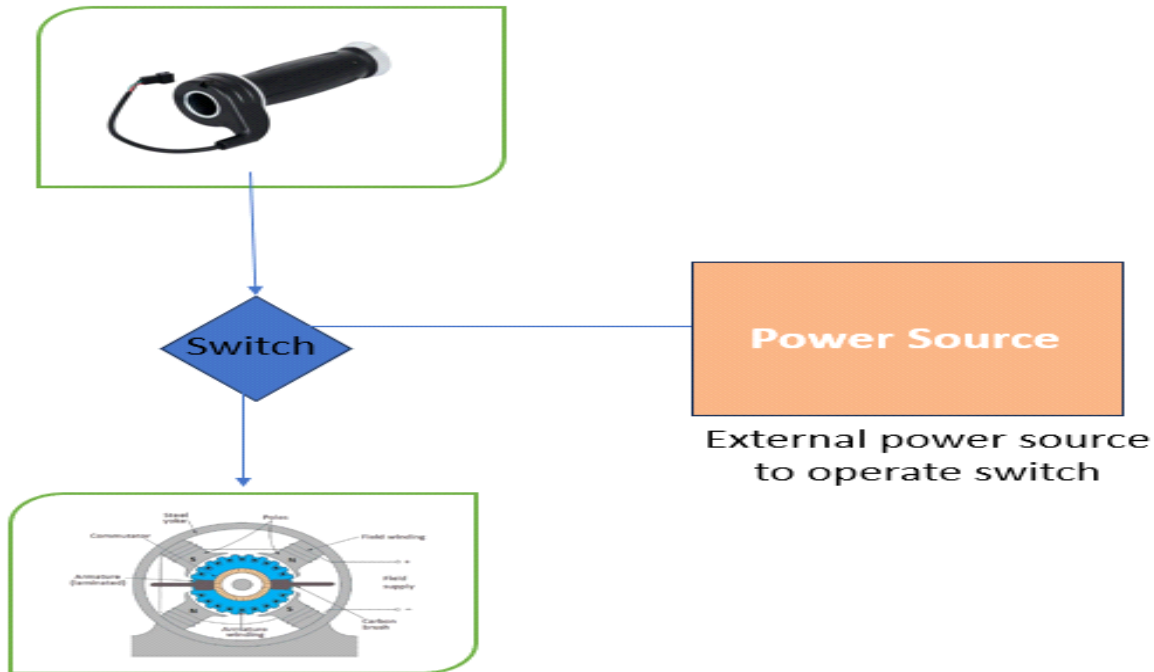 Switch
Power Source
External power source
to operate switch
Steel
yoke
Poles
Commutator
Field winding
S
N
+
Armature
(laminated)
Field
supply
N
S
-
Armature
winding
Carbon
brush